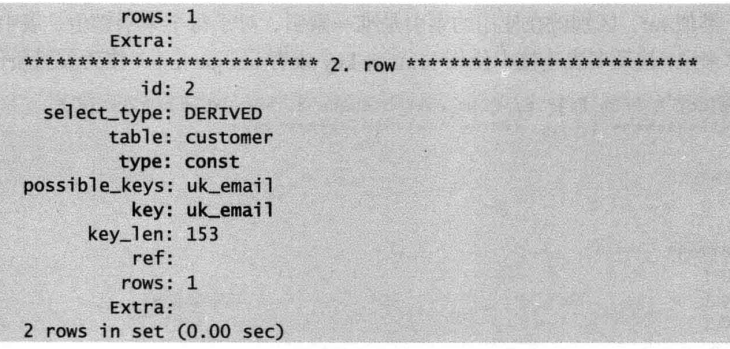 rows: 1
Extra:
*************************** 2. row ***************************
id: 2
select_type: DERIVED
table: customer
type: const
possible_keys: uk_email
key: uk_email
key_len: 153
ref:
rows: 1
Extra:
2 rows in set (0.00 sec)